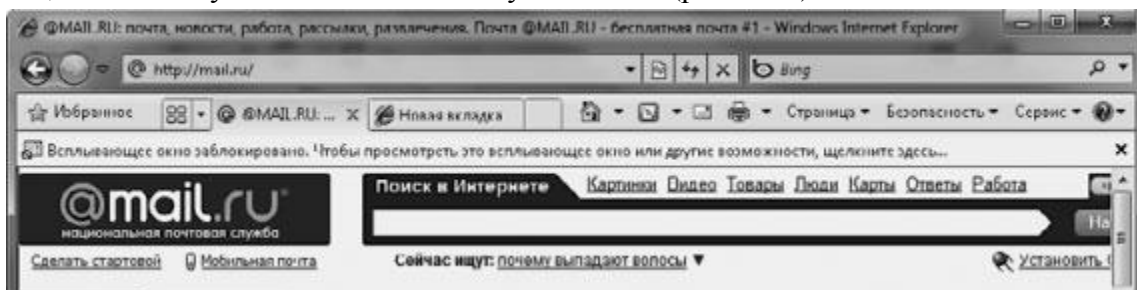 @MAIL.RU: почта, новости, работа, рассылки, развлечения. Почта @MAIL.RU - бесплатная почта #1 - Windows Internet Explorer
http://mail.ru/ Bing
Избранное @MAIL.RU: ... Новая вкладка Страница Безопасность Сервис
Всплывающее окно заблокировано. Чтобы просмотреть это всплывающее окно или другие возможности, щелкните здесь...
Поиск в Интернете Картинки Видео Товары Люди Карты Ответы Работа
@mail.ru
национальная почтовая служба
На
Сделать стартовой Мобильная почта Сейчас ищут: почему выпадают волосы ▼ Установить